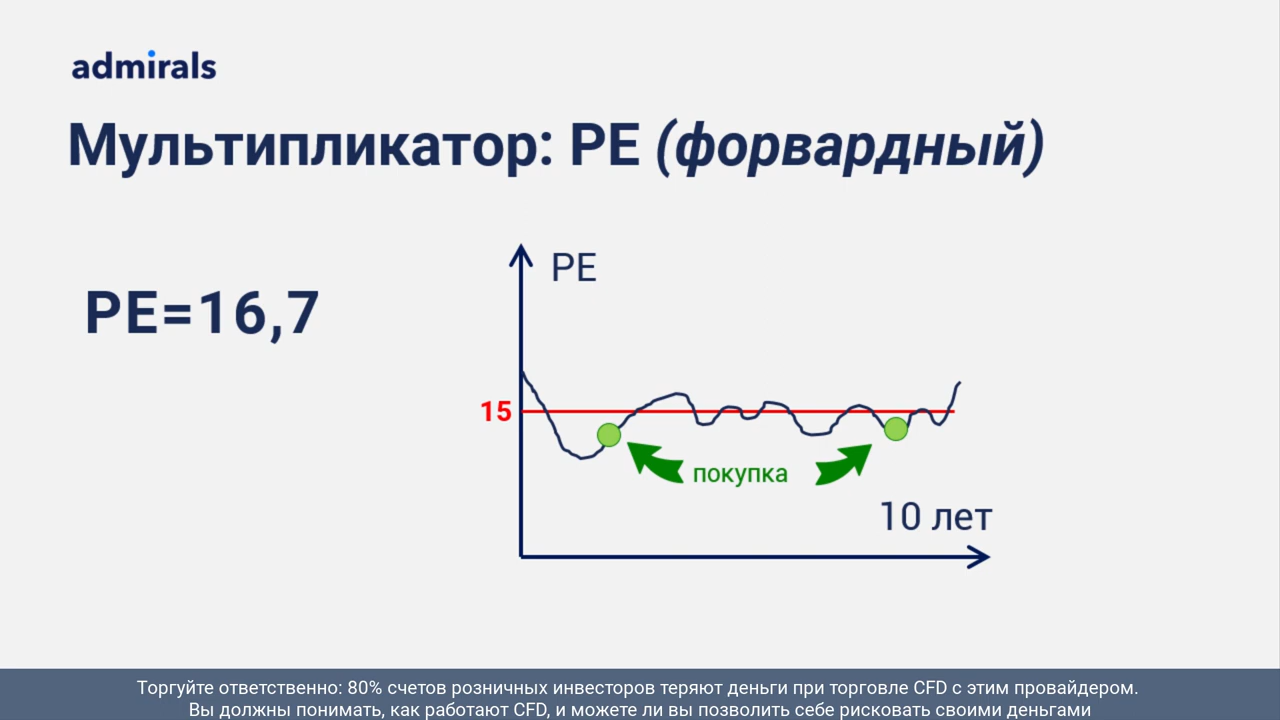 admirals
Мультипликатор: PE (форвардный)
PE
PE=16,7
15
покупка
10 лет
Торгуйте ответственно: 80% счетов розничных инвесторов теряют деньги при торговле CFD с этим провайдером.
Вы должны понимать, как работают CFD, и можете ли вы позволить себе рисковать своими деньгами